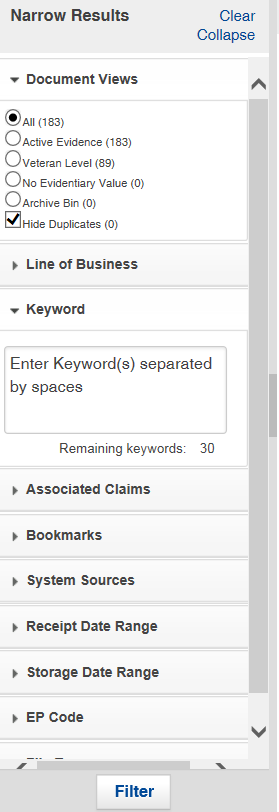 Narrow Results
Clear
Collapse
Document Views
All (183)
Active Evidence (183)
Veteran Level (89)
No Evidentiary Value (0)
Archive Bin (0)
Hide Duplicates (0)
Line of Business
Keyword
Enter Keyword(s) separated
by spaces
Remaining keywords: 30
Associated Claims
Bookmarks
System Sources
Receipt Date Range
Storage Date Range
EP Code
Filter